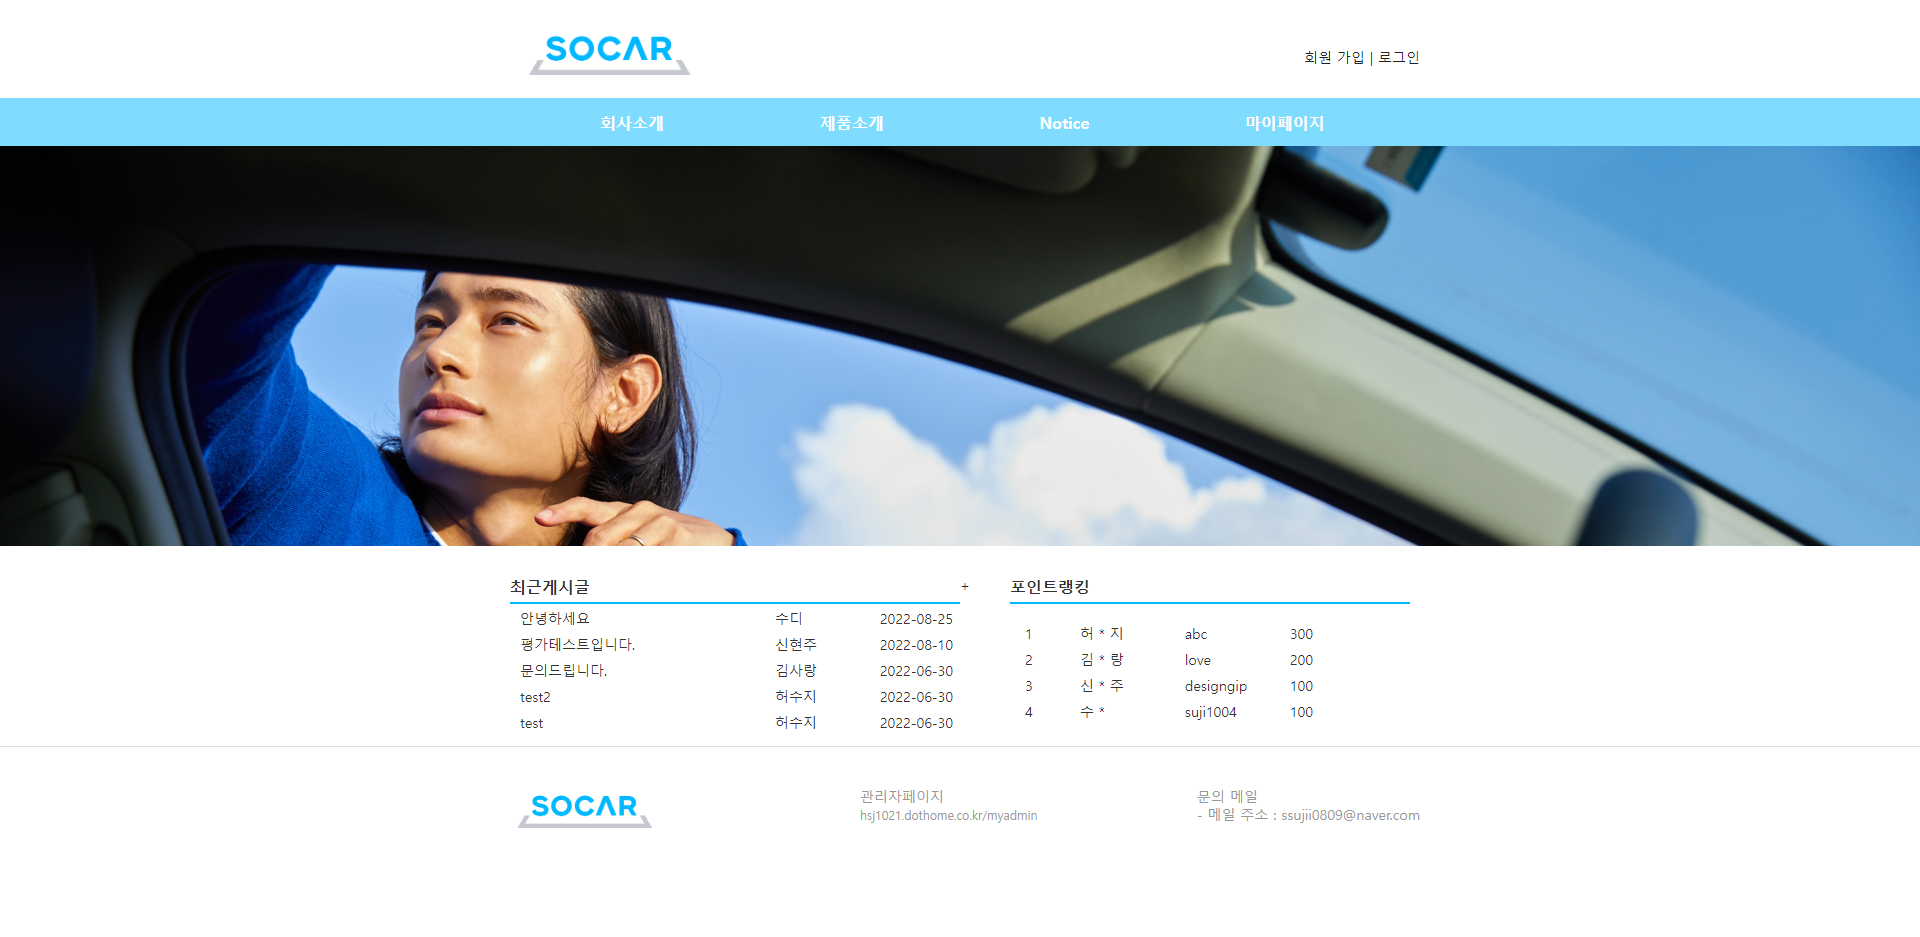 SOCAR
회원 가입 | 로그인
회사소개 제품소개 Notice 마이페이지
최근게시글 +
안녕하세요 수디 2022-08-25
평가테스트입니다. 신현주 2022-08-10
문의드립니다. 김사랑 2022-06-30
test2 허수지 2022-06-30
test 허수지 2022-06-30
포인트랭킹
1 허 * 지 abc 300
2 김 * 랑 love 200
3 신 * 주 designgip 100
4 수 * suji1004 100
SOCAR
관리자페이지
hsj1021.dothome.co.kr/myadmin
문의 메일
- 메일 주소 : ssujii0809@naver.com